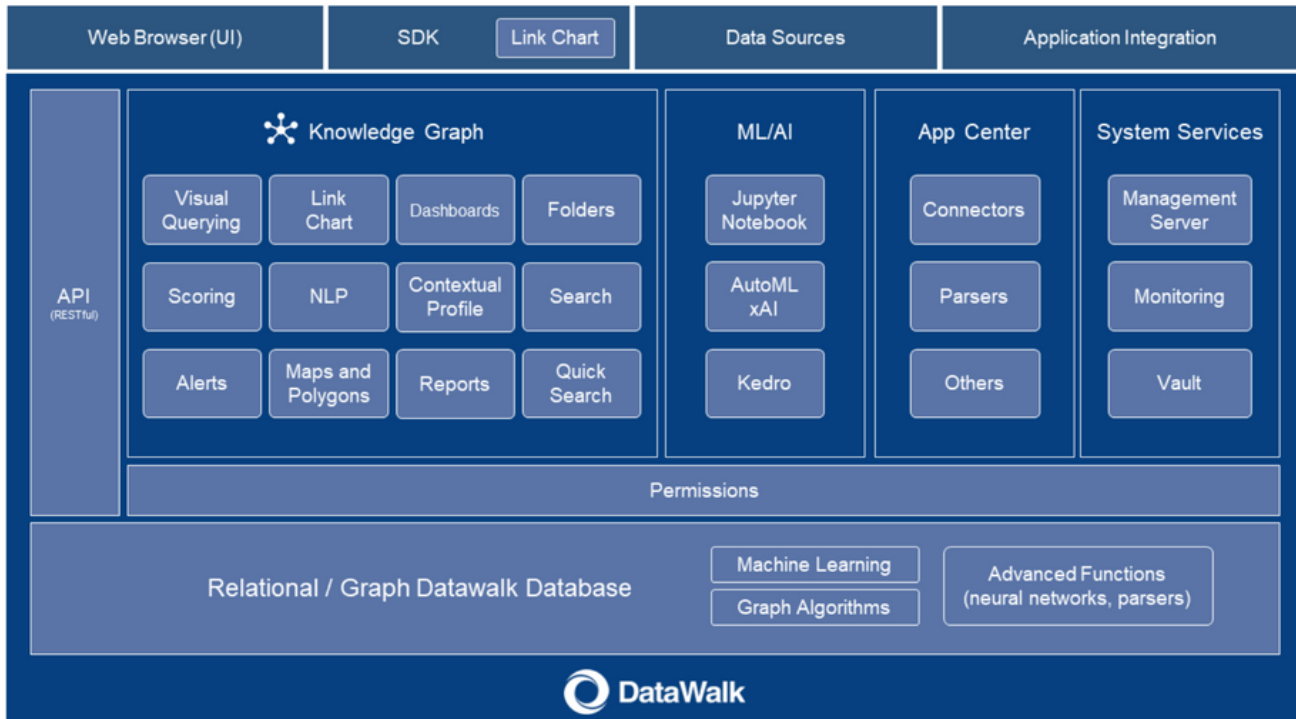 Web Browser (UI)
SDK
Link Chart
Data Sources
Application Integration
API
(RESTful)
Knowledge Graph
Visual
Querying
Link
Chart
Dashboards
Folders
Scoring
NLP
Contextual
Profile
Search
Alerts
Maps and
Polygons
Reports
Quick
Search
ML/AI
Jupyter
Notebook
AutoML
xAI
Kedro
App Center
Connectors
Parsers
Others
System Services
Management
Server
Monitoring
Vault
Permissions
Relational / Graph Datawalk Database
Machine Learning
Graph Algorithms
Advanced Functions
(neural networks, parsers)
DataWalk